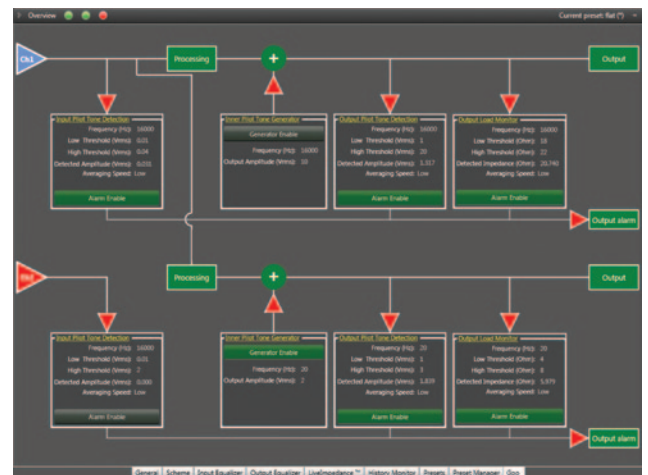 Overview
Current preset: flat (*)
Ch1
Processing
+
Output
Input Pilot Tone Detection
Frequency (Hz): 16000
Low Threshold (Vrms): 0.01
High Threshold (Vrms): 0.04
Detected Amplitude (Vrms): 0.031
Averaging Speed: Low
Alarm Enable
Inner Pilot Tone Generator
Generator Enable
Frequency (Hz): 16000
Output Amplitude (Vrms): 10
Output Pilot Tone Detection
Frequency (Hz): 16000
Low Threshold (Vrms): 1
High Threshold (Vrms): 20
Detected Amplitude (Vrms): 1.317
Averaging Speed: Low
Alarm Enable
Output Load Monitor
Frequency (Hz): 16000
Low Threshold (Ohm): 18
High Threshold (Ohm): 22
Detected Impedance (Ohm): 20.740
Averaging Speed: Low
Alarm Enable
Output alarm
Processing
+
Output
Input Pilot Tone Detection
Frequency (Hz): 16000
Low Threshold (Vrms): 0.01
High Threshold (Vrms): 2
Detected Amplitude (Vrms): 0.000
Averaging Speed: Low
Alarm Enable
Inner Pilot Tone Generator
Generator Enable
Frequency (Hz): 20
Output Amplitude (Vrms): 2
Output Pilot Tone Detection
Frequency (Hz): 20
Low Threshold (Vrms): 1
High Threshold (Vrms): 3
Detected Amplitude (Vrms): 1.839
Averaging Speed: Low
Alarm Enable
Output Load Monitor
Frequency (Hz): 20
Low Threshold (Ohm): 4
High Threshold (Ohm): 8
Detected Impedance (Ohm): 5.979
Averaging Speed: Low
Alarm Enable
Output alarm
General Scheme Input Equalizer Output Equalizer LiveImpedance ™ History Monitor Presets Preset Manager Gpo